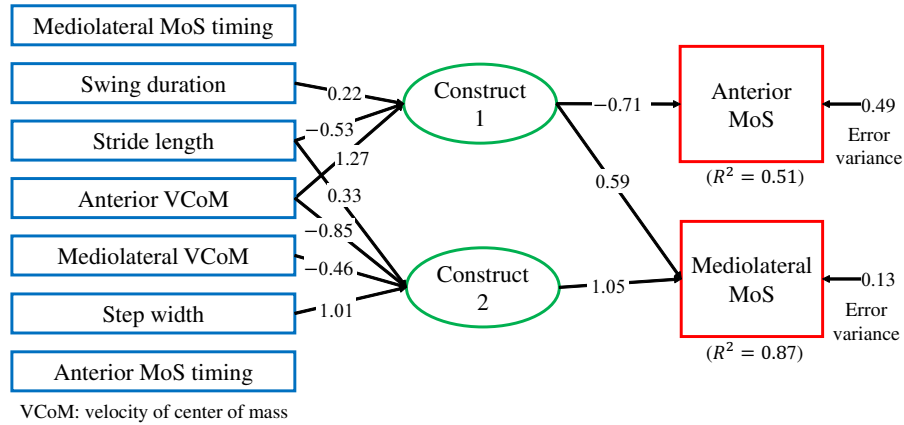 Mediolateral MoS timing
Swing duration
Stride length
Anterior VCoM
Mediolateral VCoM
Step width
Anterior MoS timing
VCoM: velocity of center of mass
0.22
−0.53
1.27
0.33
−0.85
−0.46
1.01
Construct
1
Construct
2
−0.71
0.59
1.05
Anterior
MoS
(R² = 0.51)
0.49
Error
variance
Mediolateral
MoS
(R² = 0.87)
0.13
Error
variance